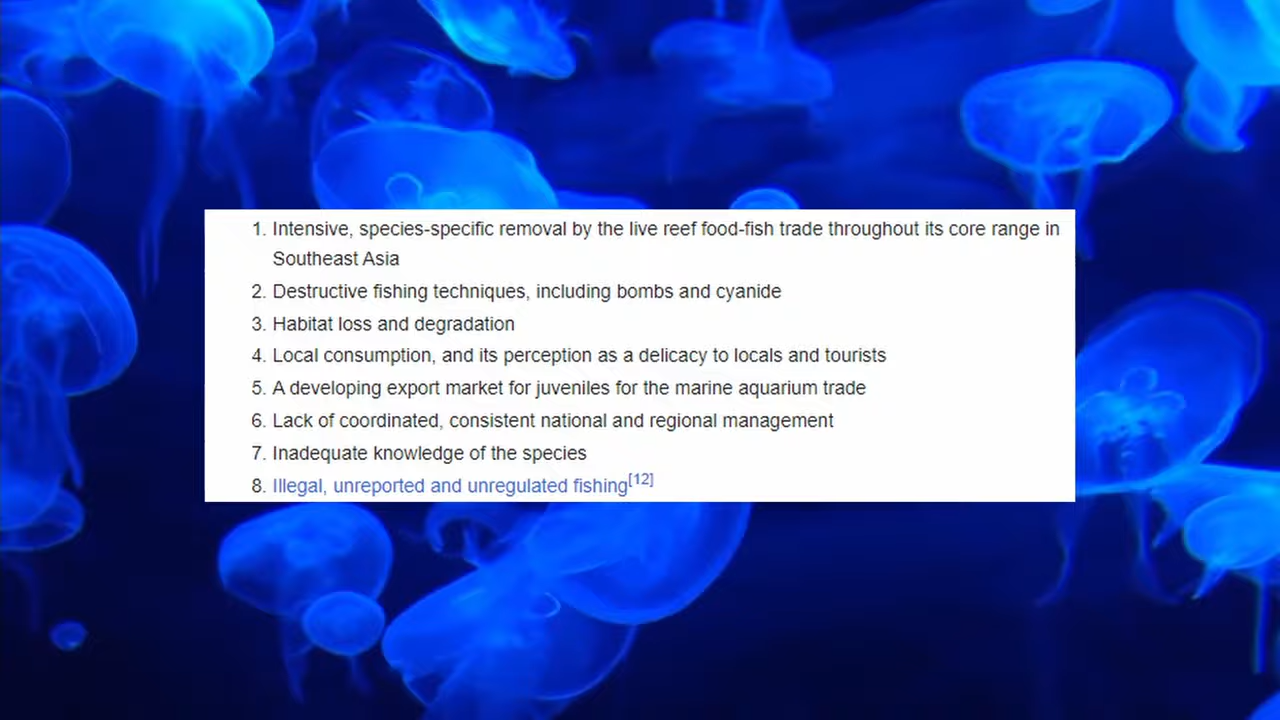 1. Intensive, species-specific removal by the live reef food-fish trade throughout its core range in
Southeast Asia
2. Destructive fishing techniques, including bombs and cyanide
3. Habitat loss and degradation
4. Local consumption, and its perception as a delicacy to locals and tourists
5. A developing export market for juveniles for the marine aquarium trade
6. Lack of coordinated, consistent national and regional management
7. Inadequate knowledge of the species
8. Illegal, unreported and unregulated fishing[12]